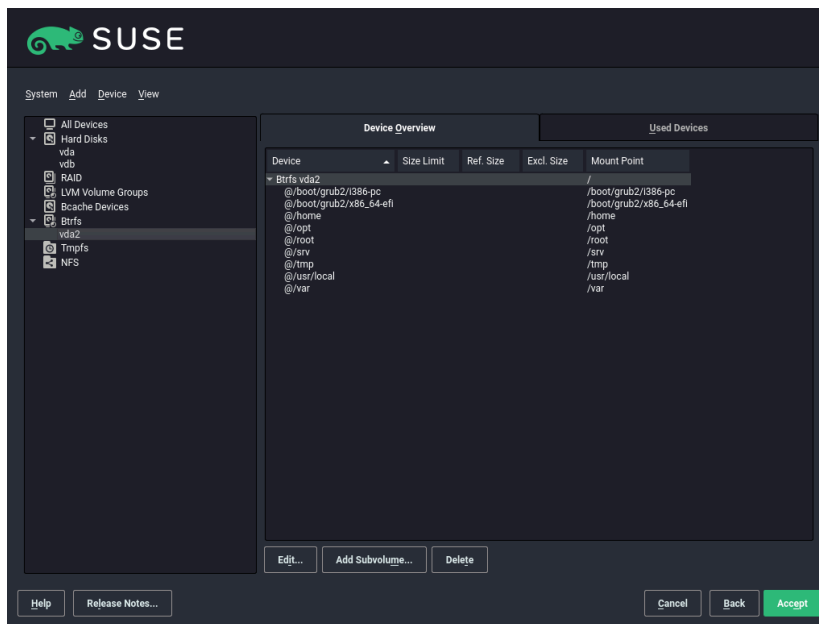 SUSE
System Add Device View
All Devices
Hard Disks
vda
vdb
RAID
LVM Volume Groups
Bcache Devices
Btrfs
vda2
Tmpfs
NFS
Device Overview
Used Devices
Device Size Limit Ref. Size Excl. Size Mount Point
Btrfs vda2 /
@/boot/grub2/i386-pc /boot/grub2/i386-pc
@/boot/grub2/x86_64-efi /boot/grub2/x86_64-efi
@/home /home
@/opt /opt
@/root /root
@/srv /srv
@/tmp /tmp
@/usr/local /usr/local
@/var /var
Edit... Add Subvolume... Delete
Help Release Notes... Cancel Back Accept